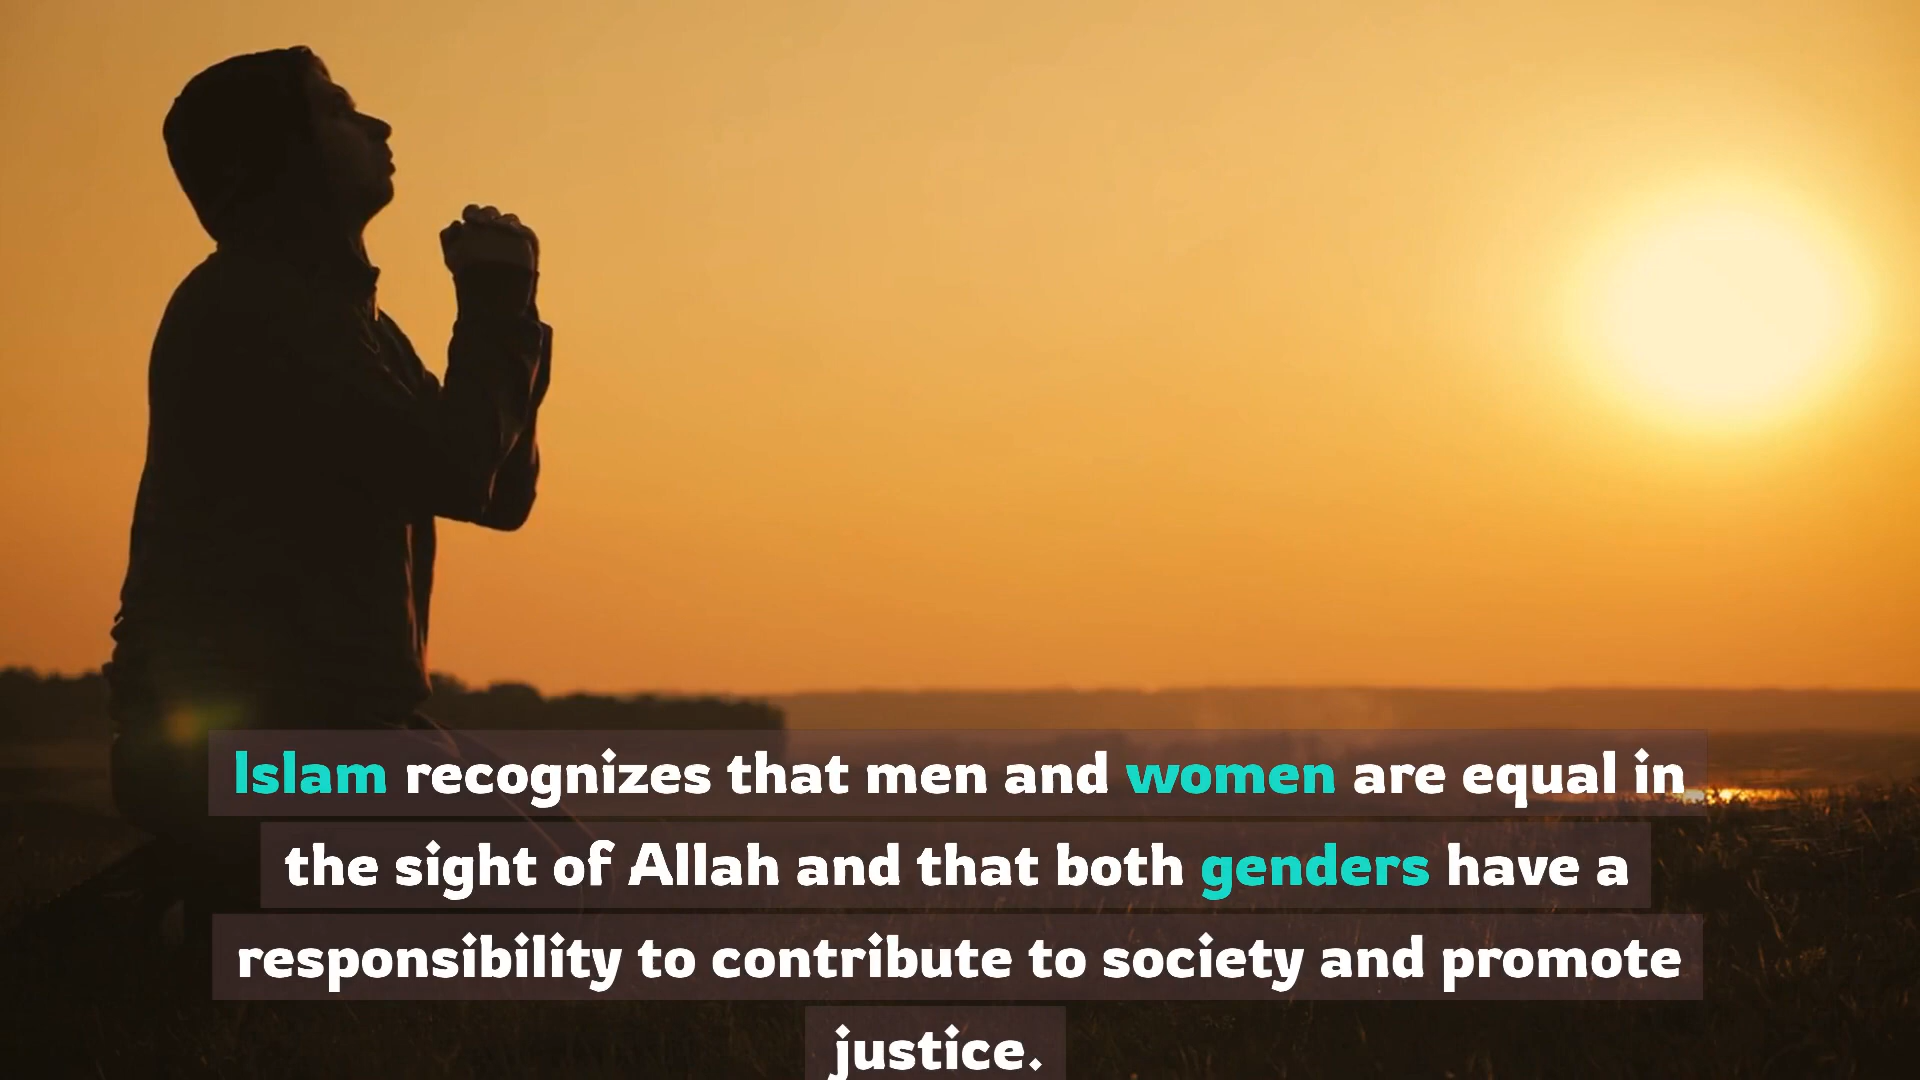 Islam recognizes that men and women are equal in
the sight of Allah and that both genders have a
responsibility to contribute to society and promote
justice.